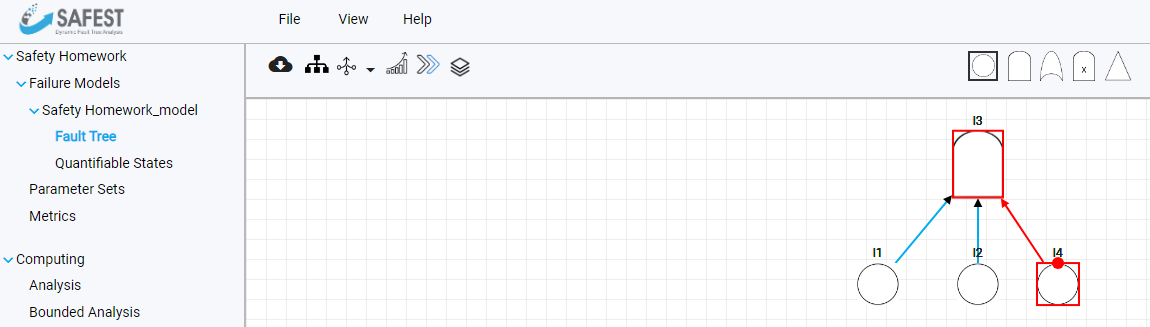 SAFEST
Dynamic Fault Tree Analysis
File View Help
Safety Homework
Failure Models
Safety Homework_model
Fault Tree
Quantifiable States
Parameter Sets
Metrics
Computing
Analysis
Bounded Analysis
x
I3
I1 I2 I4